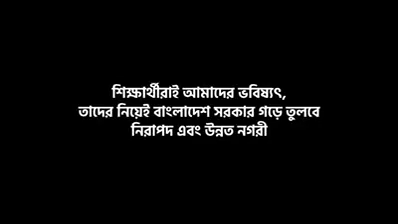 শিক্ষার্থীরাই আমাদের ভবিষ্যৎ,
তাদের নিয়েই বাংলাদেশ সরকার গড়ে তুলবে
নিরাপদ এবং উন্নত নগরী